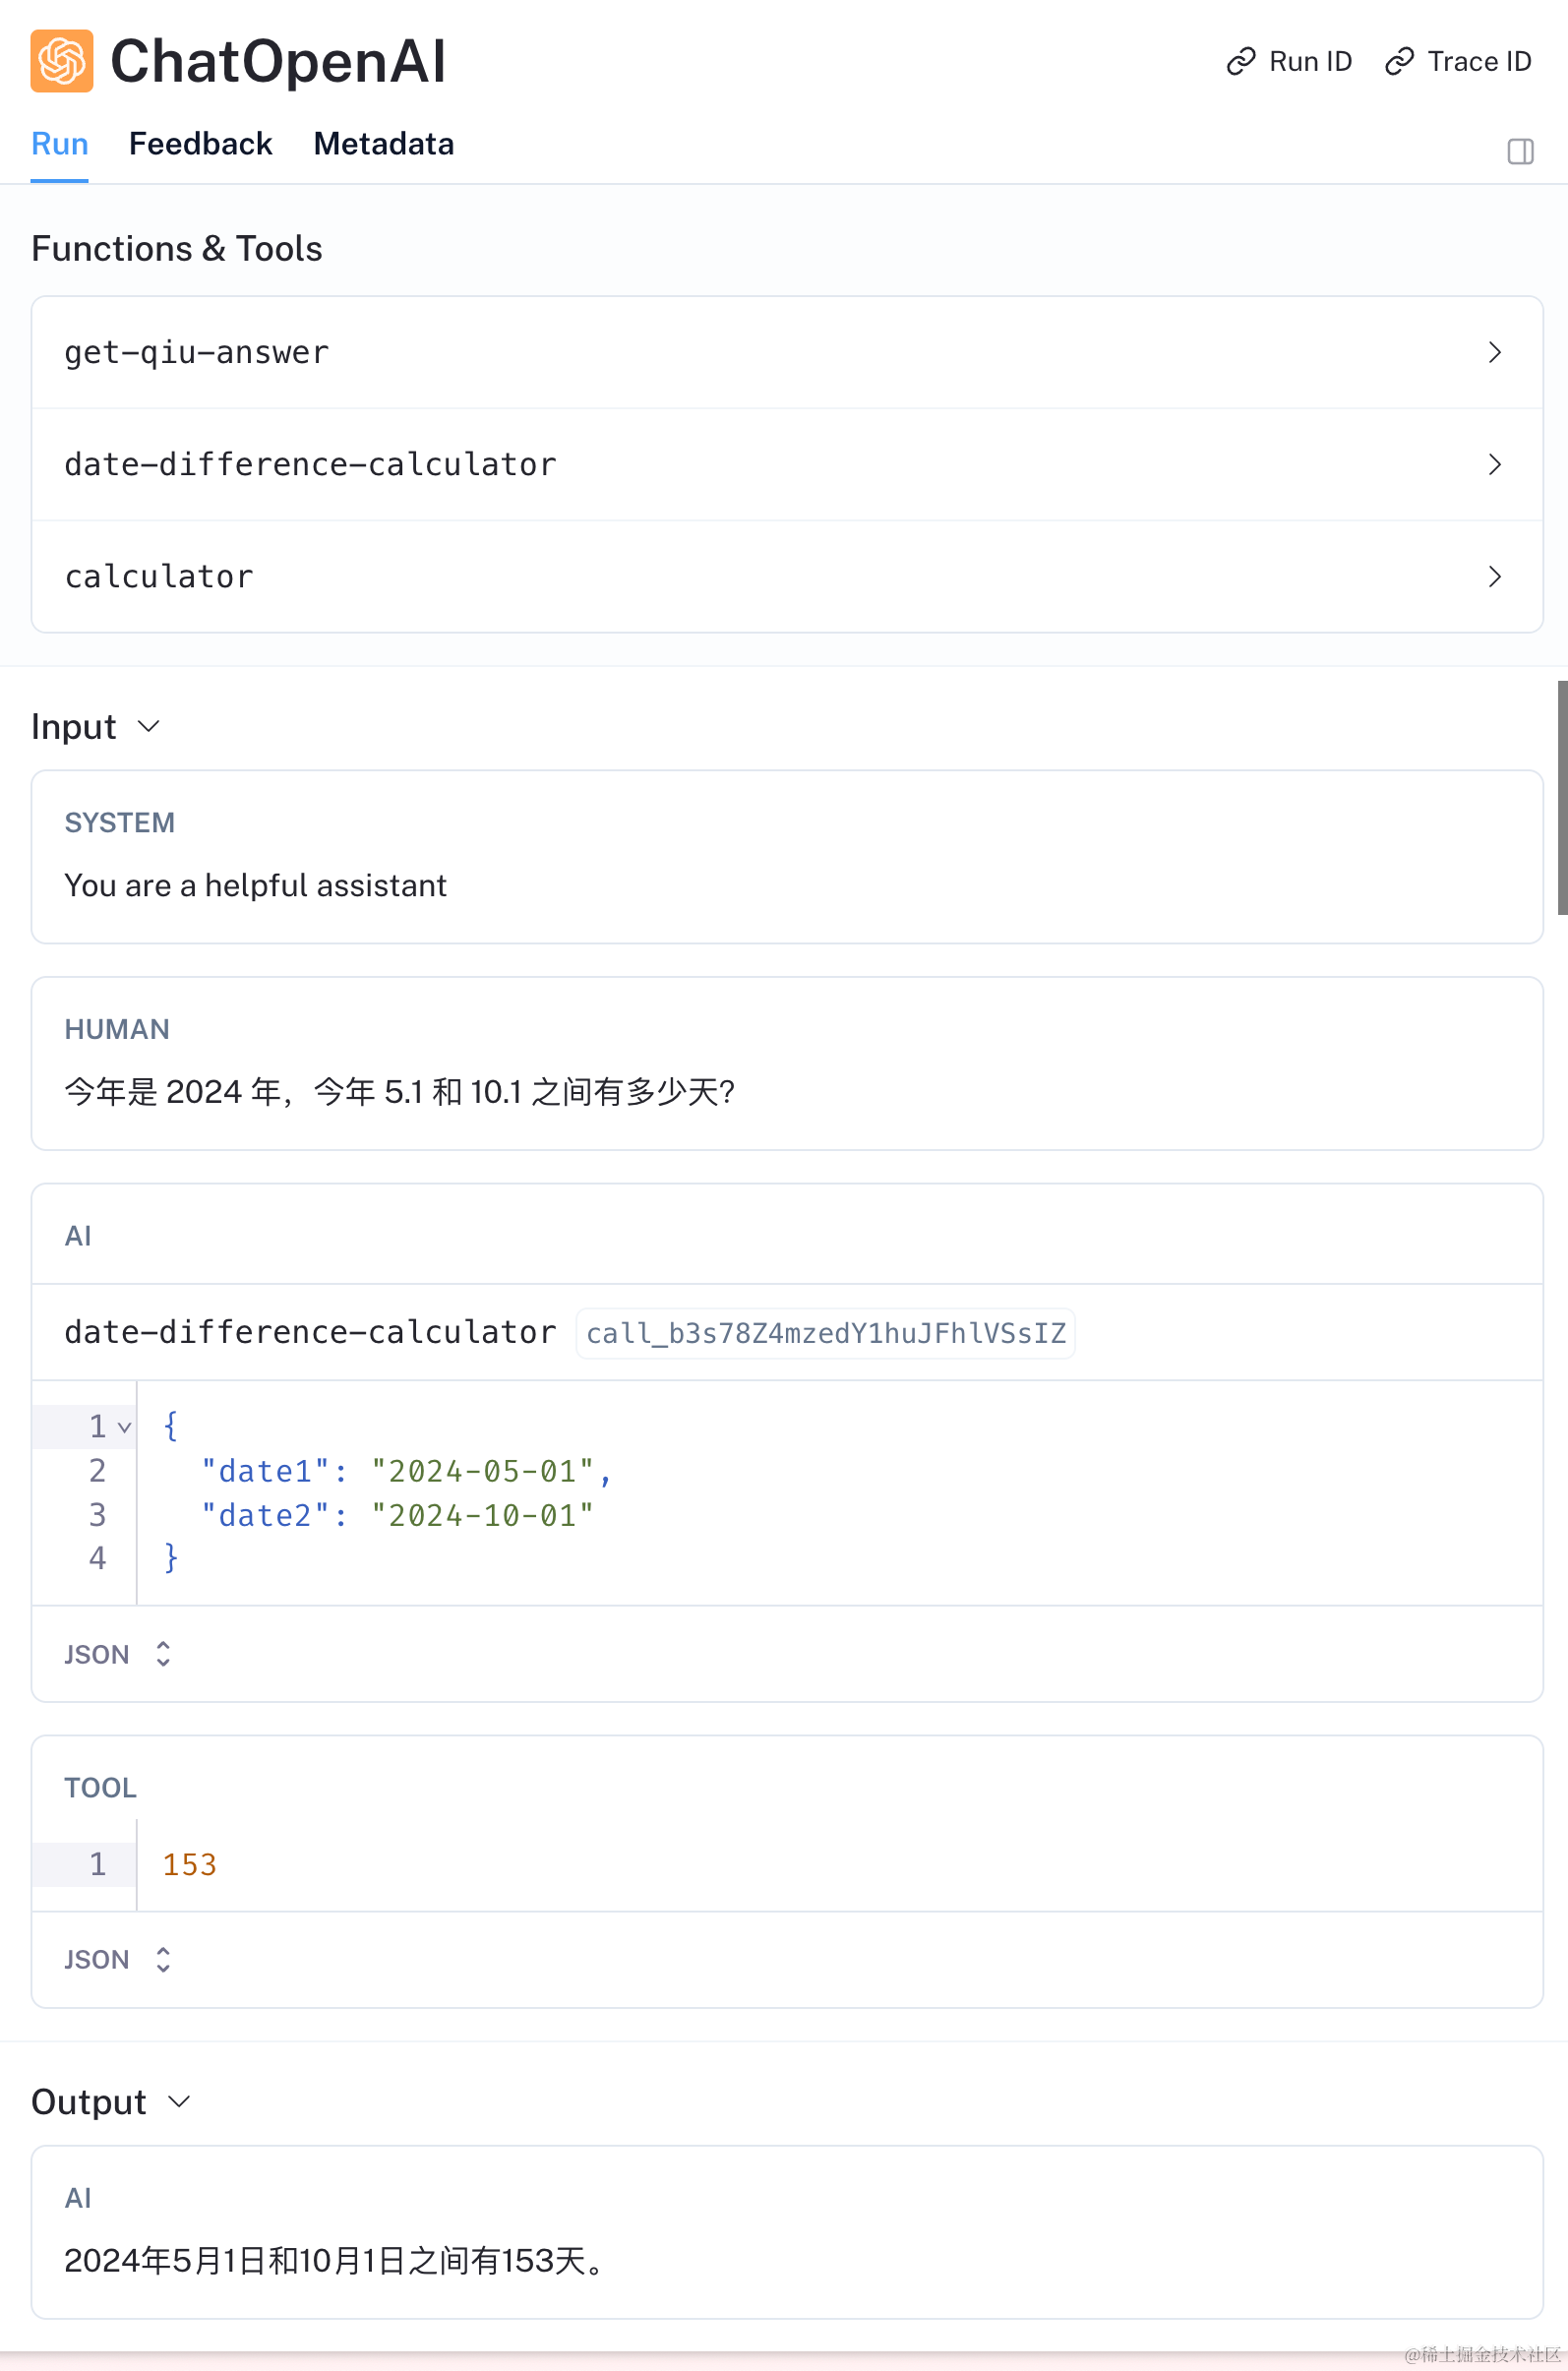 ChatOpenAI
Run ID
Trace ID
Run Feedback Metadata
Functions & Tools
get-qiu-answer
date-difference-calculator
calculator
Input
SYSTEM
You are a helpful assistant
HUMAN
今年是 2024 年，今年 5.1 和 10.1 之间有多少天？
AI
date-difference-calculator call_b3s78Z4mzedY1huJFhlVSsIZ
1 {
2 "date1": "2024-05-01",
3 "date2": "2024-10-01"
4 }
JSON
TOOL
1 153
JSON
Output
AI
2024年5月1日和10月1日之间有153天。
@稀土掘金技术社区